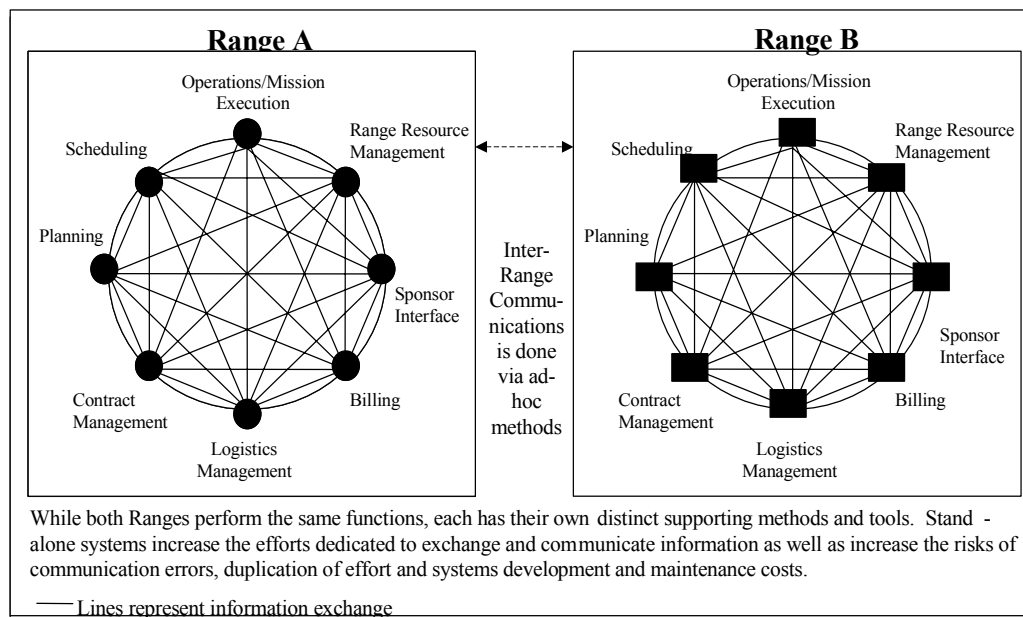 Range A
Operations/Mission
Execution
Range Resource
Management
Scheduling
Planning
Sponsor
Interface
Contract
Management
Billing
Logistics
Management
Inter-
Range
Commu-
nications
is done
via ad-
hoc
methods
Range B
Operations/Mission
Execution
Range Resource
Management
Scheduling
Planning
Sponsor
Interface
Contract
Management
Billing
Logistics
Management
While both Ranges perform the same functions, each has their own distinct supporting methods and tools. Stand -
alone systems increase the efforts dedicated to exchange and communicate information as well as increase the risks of
communication errors, duplication of effort and systems development and maintenance costs.
Lines represent information exchange